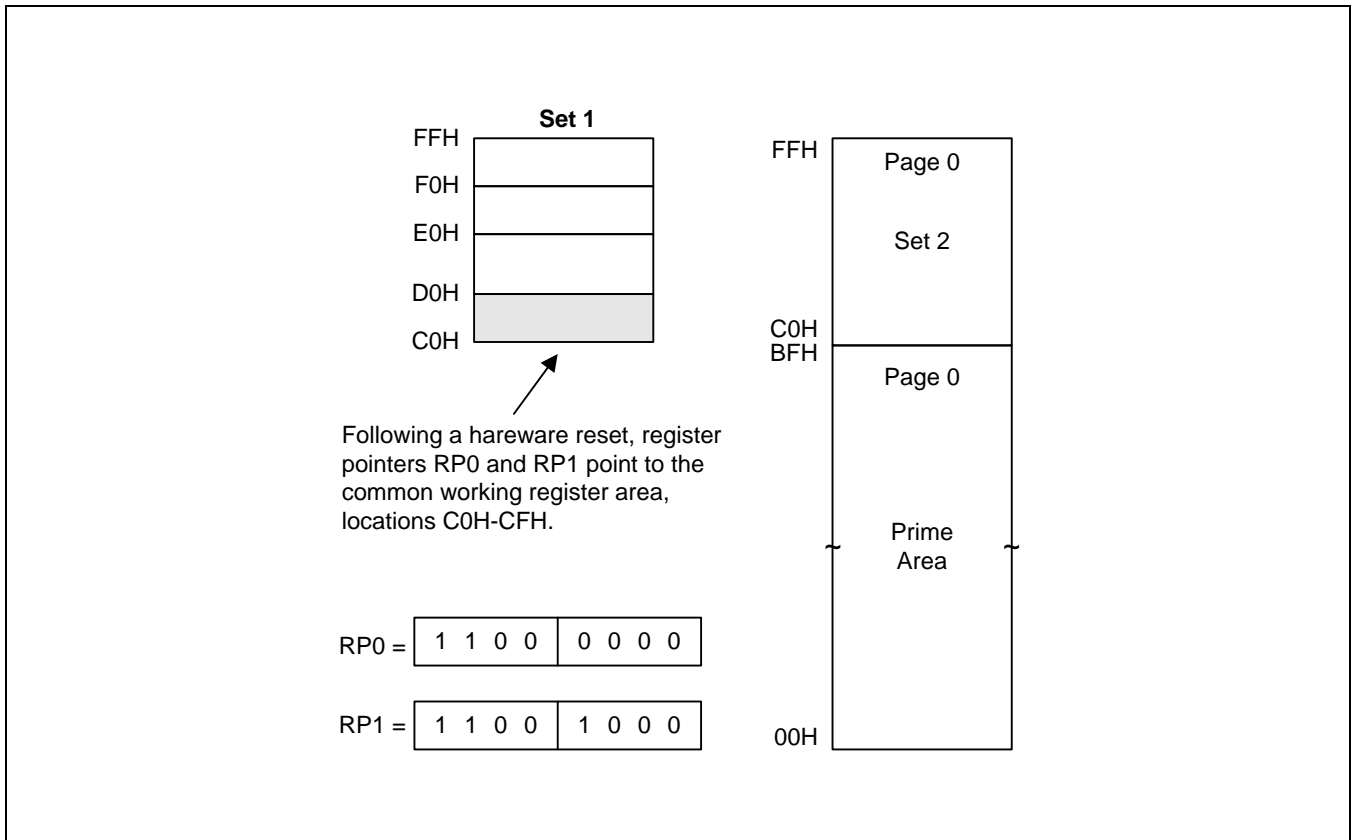 Set 1
FFH
F0H
E0H
D0H
C0H
Following a hareware reset, register
pointers RP0 and RP1 point to the
common working register area,
locations C0H-CFH.
RP0 = 1 1 0 0 0 0 0 0
RP1 = 1 1 0 0 1 0 0 0
FFH
Page 0
Set 2
C0H
BFH
Page 0
~ Prime ~
Area
00H